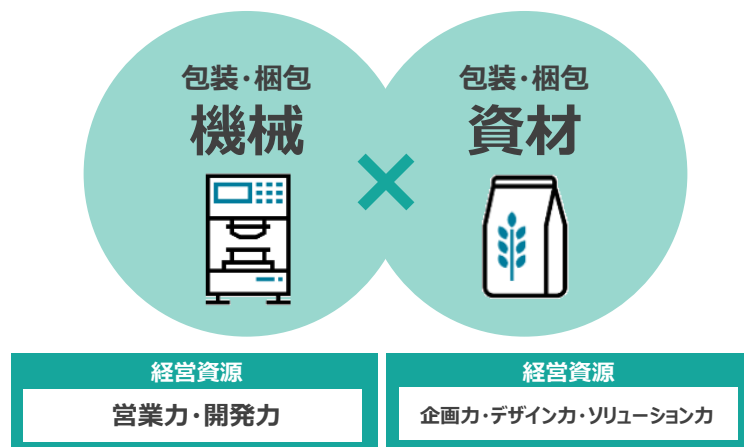 包装・梱包
機械
包装・梱包
資材
×
経営資源
営業力・開発力
経営資源
企画力・デザイン力・ソリューション力